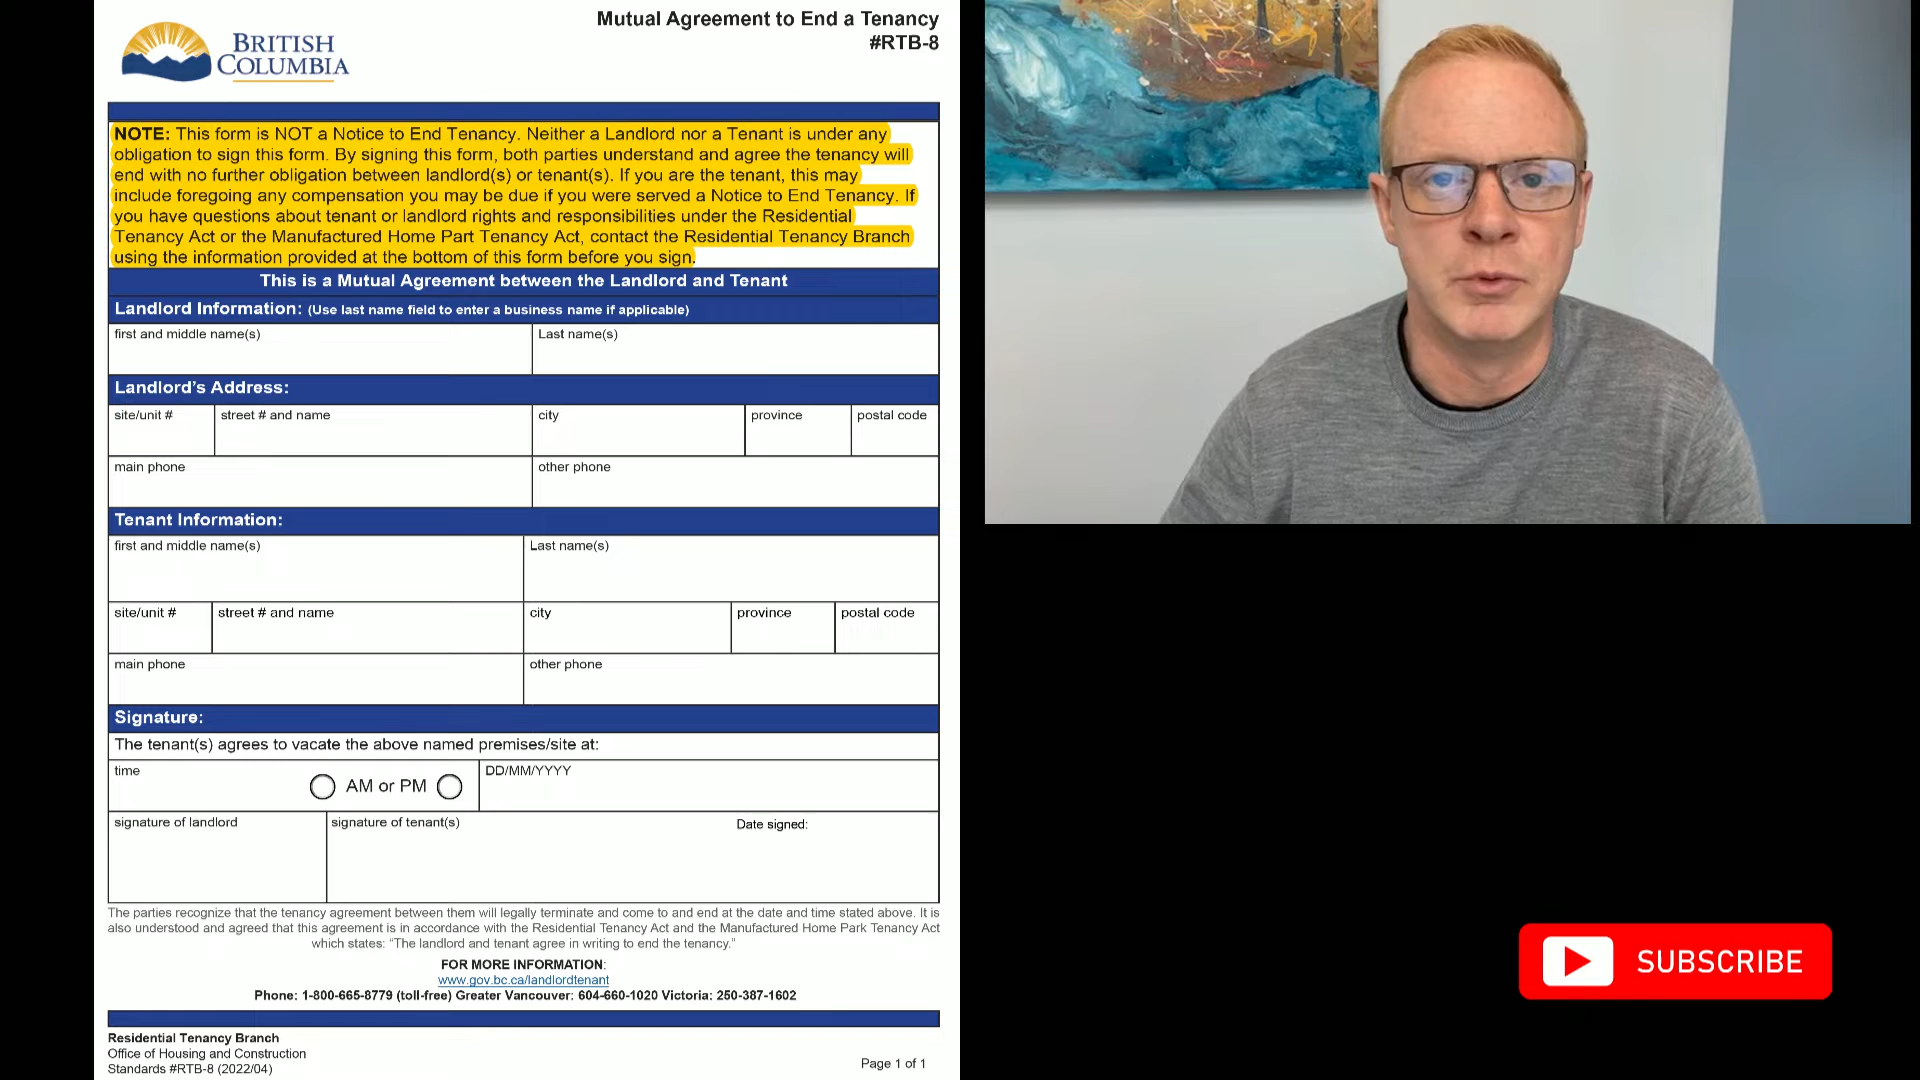 BRITISH
COLUMBIA
Mutual Agreement to End a Tenancy
#RTB-8
NOTE: This form is NOT a Notice to End Tenancy. Neither a Landlord nor a Tenant is under any
obligation to sign this form. By signing this form, both parties understand and agree the tenancy will
end with no further obligation between landlord(s) or tenant(s). If you are the tenant, this may
include foregoing any compensation you may be due if you were served a Notice to End Tenancy. If
you have questions about tenant or landlord rights and responsibilities under the Residential
Tenancy Act or the Manufactured Home Park Tenancy Act, contact the Residential Tenancy Branch
using the information provided at the bottom of this form before you sign.
This is a Mutual Agreement between the Landlord and Tenant
Landlord Information: (Use last name field to enter a business name if applicable)
first and middle name(s) Last name(s)
Landlord's Address:
site/unit # street # and name city province postal code
main phone other phone
Tenant Information:
first and middle name(s) Last name(s)
site/unit # street # and name city province postal code
main phone other phone
Signature:
The tenant(s) agrees to vacate the above named premises/site at:
time AM or PM DD/MM/YYYY
signature of landlord signature of tenant(s) Date signed:
The parties recognize that the tenancy agreement between them will legally terminate and come to and end at the date and time stated above. It is
also understood and agreed that this agreement is in accordance with the Residential Tenancy Act and the Manufactured Home Park Tenancy Act
which states: “The landlord and tenant agree in writing to end the tenancy.”
FOR MORE INFORMATION:
www.gov.bc.ca/landlordtenant
Phone: 1-800-665-8779 (toll-free) Greater Vancouver: 604-660-1020 Victoria: 250-387-1602
Residential Tenancy Branch
Office of Housing and Construction
Standards #RTB-8 (2022/04)
Page 1 of 1
SUBSCRIBE